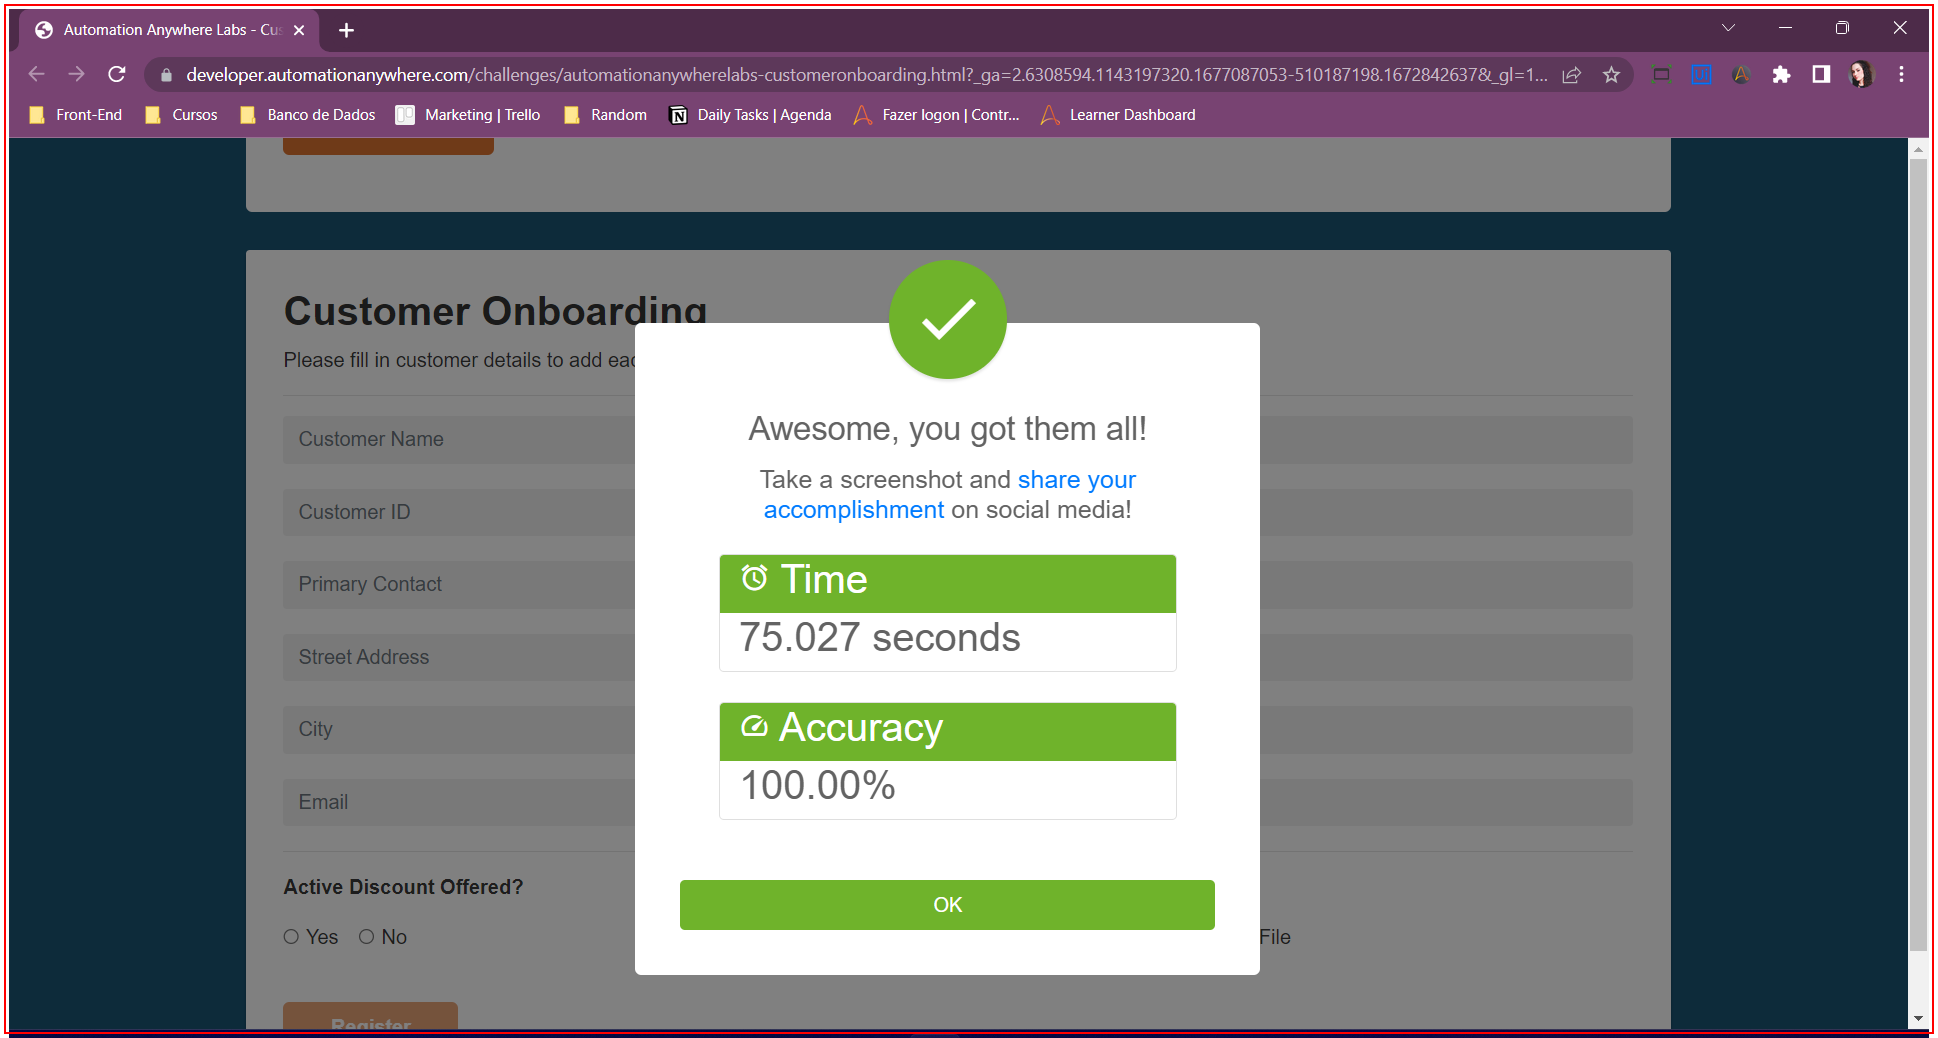 Automation Anywhere Labs - Cus
developer.automationanywhere.com/challenges/automationanywherelabs-customeronboarding.html?_ga=2.6308594.1143197320.1677087053-510187198.1672842637&_gl=1...
Front-End
Cursos
Banco de Dados
Marketing | Trello
Random
Daily Tasks | Agenda
Fazer logon | Contr...
Learner Dashboard
Customer Onboarding
Please fill in customer details to add eac
Customer Name
Customer ID
Primary Contact
Street Address
City
Email
Active Discount Offered?
Yes
No
File
Register
Awesome, you got them all!
Take a screenshot and share your
accomplishment on social media!
Time
75.027 seconds
Accuracy
100.00%
OK